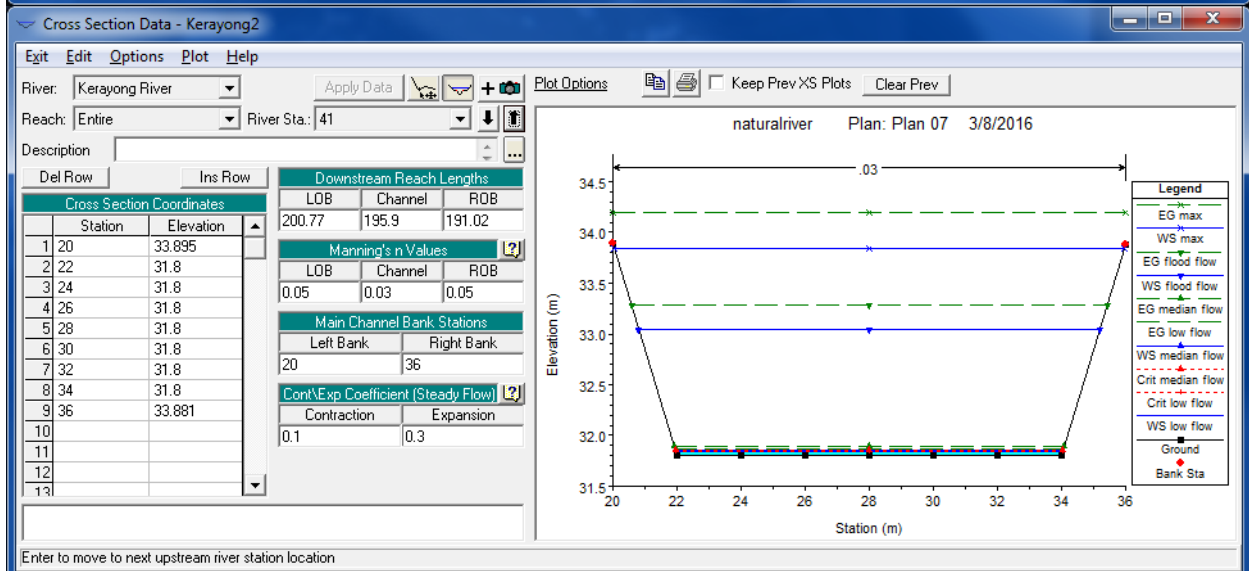 Cross Section Data - Kerayong2
Exit Edit Options Plot Help
River: Kerayong River Apply Data + Plot Options Keep Prev XS Plots Clear Prev
Reach: Entire River Sta.: 41
Description ...
Del Row Ins Row
Cross Section Coordinates
Station Elevation
1 20 33.895
2 22 31.8
3 24 31.8
4 26 31.8
5 28 31.8
6 30 31.8
7 32 31.8
8 34 31.8
9 36 33.881
10
11
12
13
Downstream Reach Lengths
LOB Channel ROB
200.77 195.9 191.02
Manning's n Values ?
LOB Channel ROB
0.05 0.03 0.05
Main Channel Bank Stations
Left Bank Right Bank
20 36
Cont\Exp Coefficient (Steady Flow) ?
Contraction Expansion
0.1 0.3
naturalriver Plan: Plan 07 3/8/2016
.03
Elevation (m)
34.5
34.0
33.5
33.0
32.5
32.0
31.5
20 22 24 26 28 30 32 34 36
Station (m)
Legend
EG max
WS max
EG flood flow
WS flood flow
EG median flow
EG low flow
WS median flow
Crit median flow
Crit low flow
WS low flow
Ground
Bank Sta
Enter to move to next upstream river station location